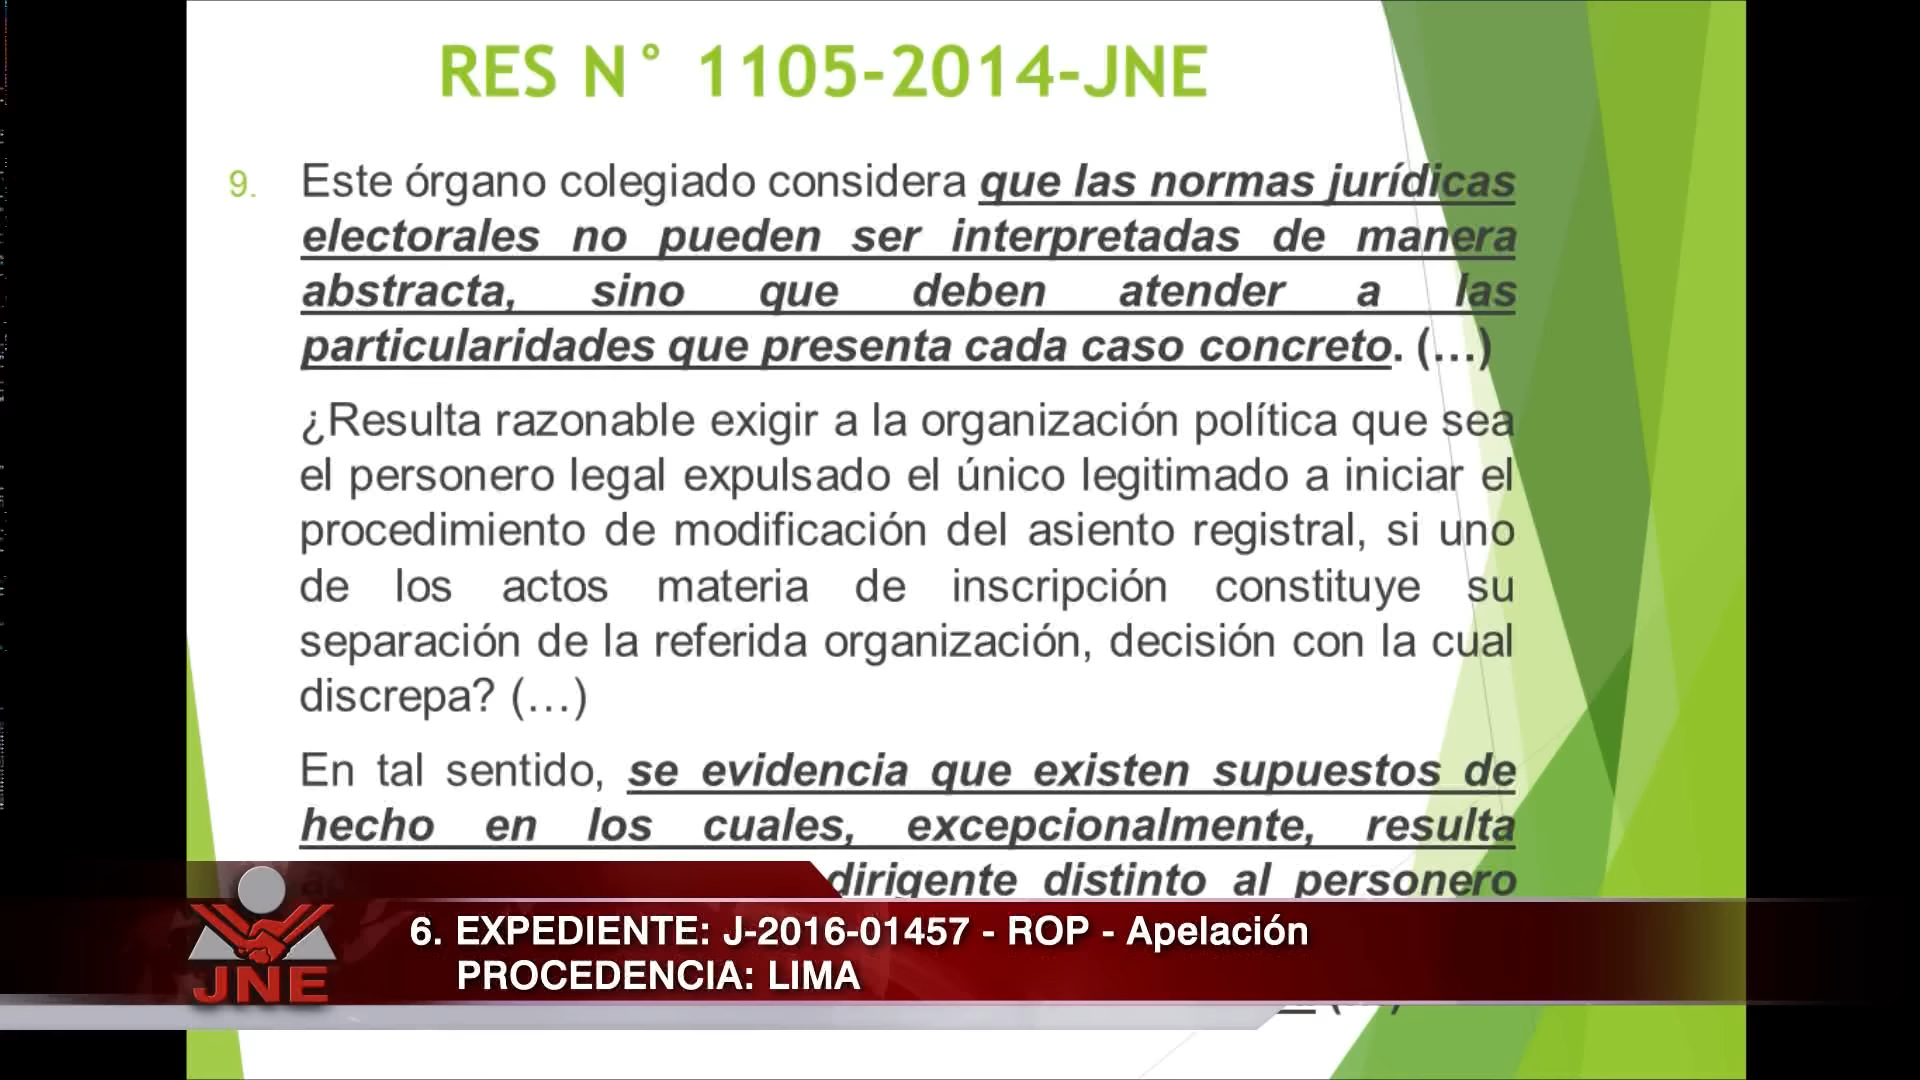 RES N° 1105-2014-JNE
9. Este órgano colegiado considera que las normas jurídicas
electorales no pueden ser interpretadas de manera
abstracta, sino que deben atender a las
particularidades que presenta cada caso concreto. (…)
¿Resulta razonable exigir a la organización política que sea
el personero legal expulsado el único legitimado a iniciar el
procedimiento de modificación del asiento registral, si uno
de los actos materia de inscripción constituye su
separación de la referida organización, decisión con la cual
discrepa? (…)
En tal sentido, se evidencia que existen supuestos de
hecho en los cuales, excepcionalmente, resulta
dirigente distinto al personero
6. EXPEDIENTE: J-2016-01457 - ROP - Apelación
PROCEDENCIA: LIMA
JNE